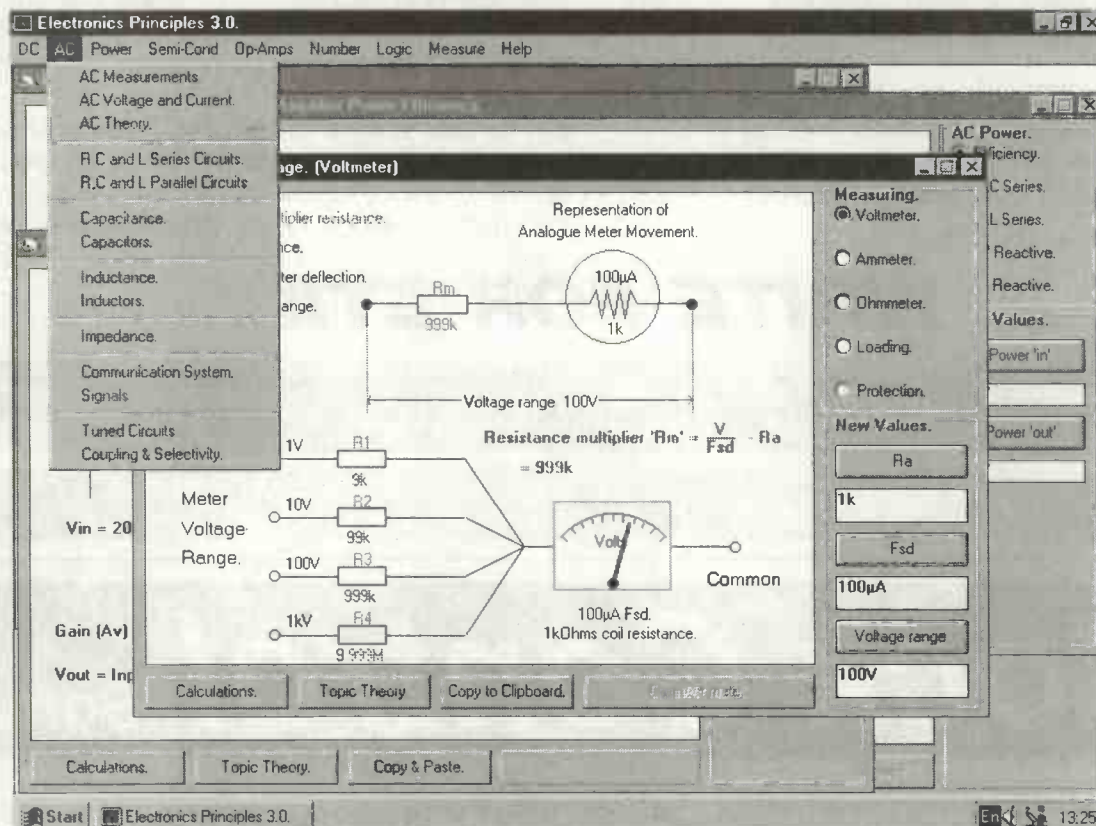 Electronics Principles 3.0.
DC AC Power Semi-Cond Op-Amps Number Logic Measure Help
AC Measurements
AC Voltage and Current.
AC Theory.
R C and L Series Circuits.
R,C and L Parallel Circuits
Capacitance.
Capacitors.
Inductance.
Inductors.
Impedance.
Communication System.
Signals
Tuned Circuits
Coupling & Selectivity.
age. (Voltmeter)
tiplier resistance.
nce.
ter deflection.
ange.
Representation of
Analogue Meter Movement.
Rm
999k
100µA
1k
Voltage range 100V
Resistance multiplier 'Rm' = V / Fsd - Ra
= 999k
Meter
Voltage
Range.
1V R1 9k
10V R2 99k
100V R3 999k
1kV R4 9.999M
Volts
Common
100µA Fsd.
1kOhms coil resistance.
Calculations. Topic Theory Copy to Clipboard.
Measuring.
Voltmeter.
Ammeter.
Ohmmeter.
Loading.
Protection.
New Values.
Ra
1k
Fsd
100µA
Voltage range
100V
AC Power.
ficiency.
C Series.
L Series.
Reactive.
Reactive.
Values.
Power 'in'
Power 'out'
Vin = 20
Gain (Av)
Vout = Inp
Calculations. Topic Theory. Copy & Paste.
Start Electronics Principles 3.0. En 13:25